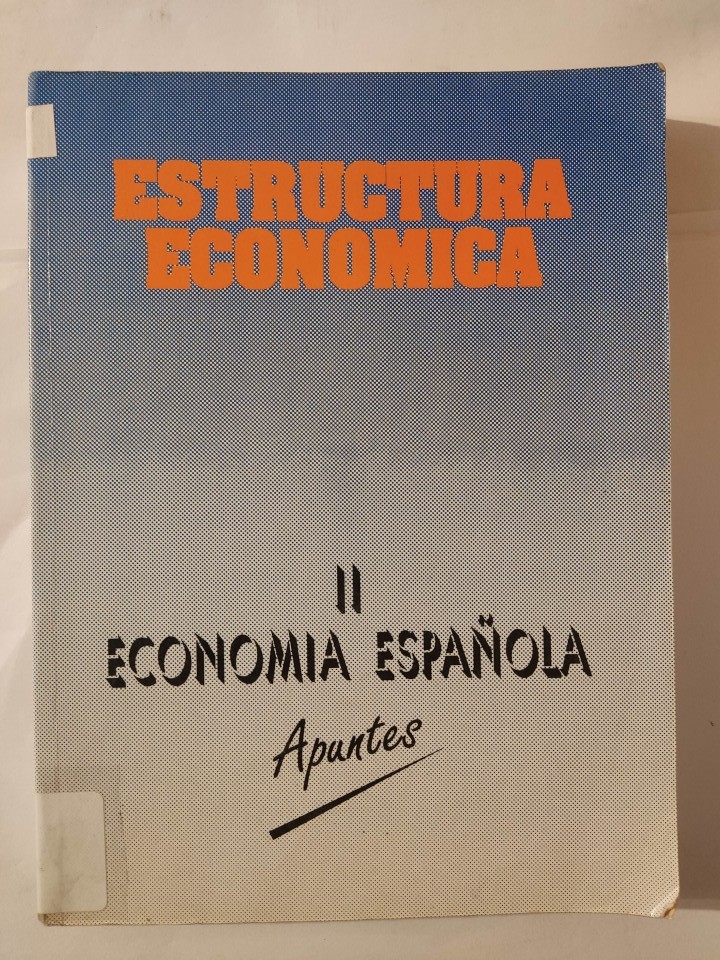 ESTRUCTURA
ECONOMICA
II
ECONOMIA ESPAÑOLA
Apuntes